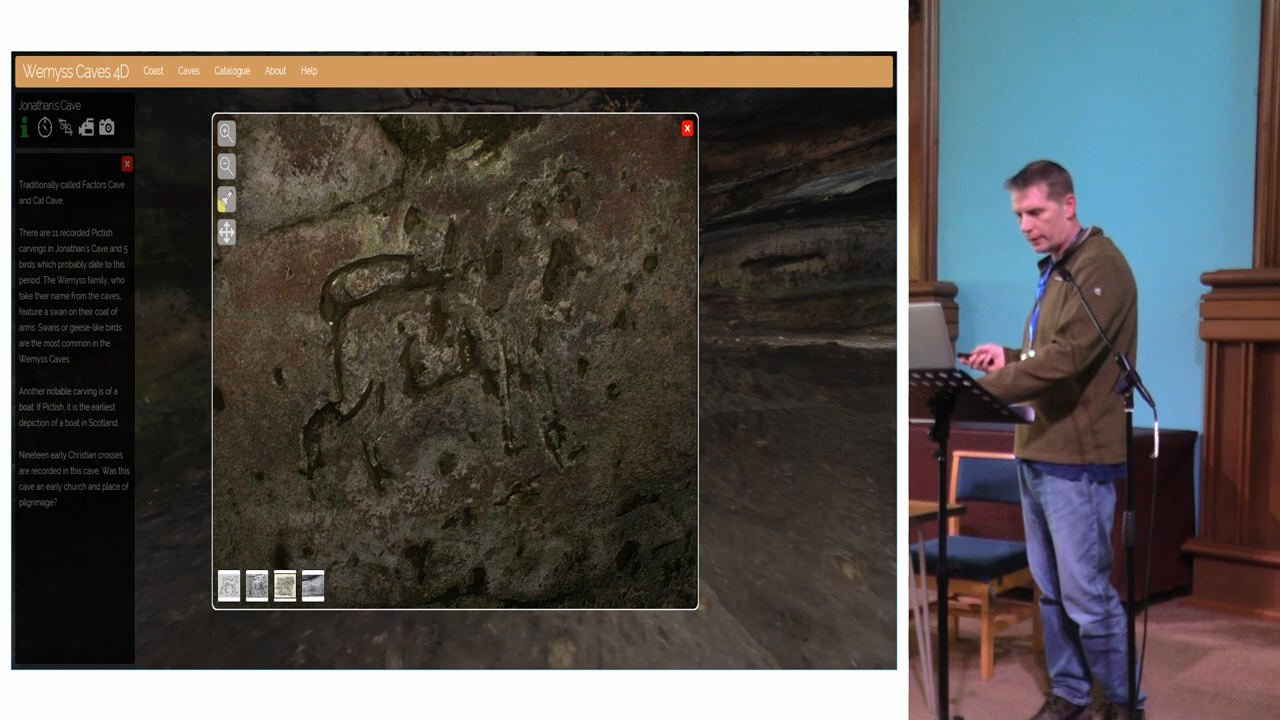 Wemyss Caves 4D
Coast
Caves
Catalogue
About
Help
Jonathan's Cave
Traditionally called Factors Cave
and Cat Cave.
There are 11 recorded Pictish
carvings in Jonathan's Cave and 5
birds which probably date to this
period. The Wemyss family, who
take their name from the caves,
feature a swan on their coat of
arms. Swans or geese-like birds
are the most common in the
Wemyss Caves.
Another notable carving is of a
boat. If Pictish, it is the earliest
depiction of a boat in Scotland.
Nineteen early Christian crosses
are recorded in this cave. Was this
cave an early church and place of
pilgrimage?